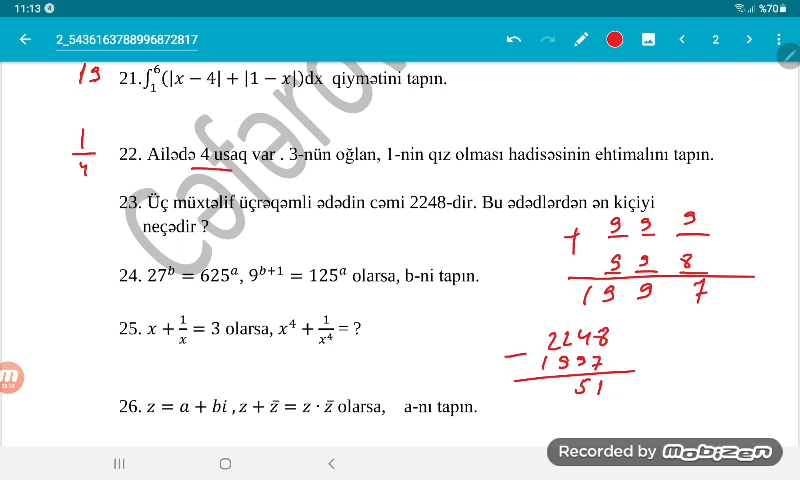 11:13 4 %70
2_5436163788996872817 2
19 21.∫₁⁶(|x − 4| + |1 − x|)dx qiymətini tapın.
1/4 22. Ailədə 4 usaq var . 3-nün oğlan, 1-nin qız olması hadisəsinin ehtimalını tapın.
23. Üç müxtəlif üçrəqəmli ədədin cəmi 2248-dir. Bu ədədlərdən ən kiçiyi
neçədir ?
+ 9 9 9
9 9 8
1 9 9 7
24. 27ᵇ = 625ᵃ, 9ᵇ⁺¹ = 125ᵃ olarsa, b-ni tapın.
25. x + 1/x = 3 olarsa, x⁴ + 1/x⁴ = ?
− 2248
1997
51
26. z = a + bi , z + z̄ = z · z̄ olarsa, a-nı tapın.
Cəfərov
Recorded by mobizen